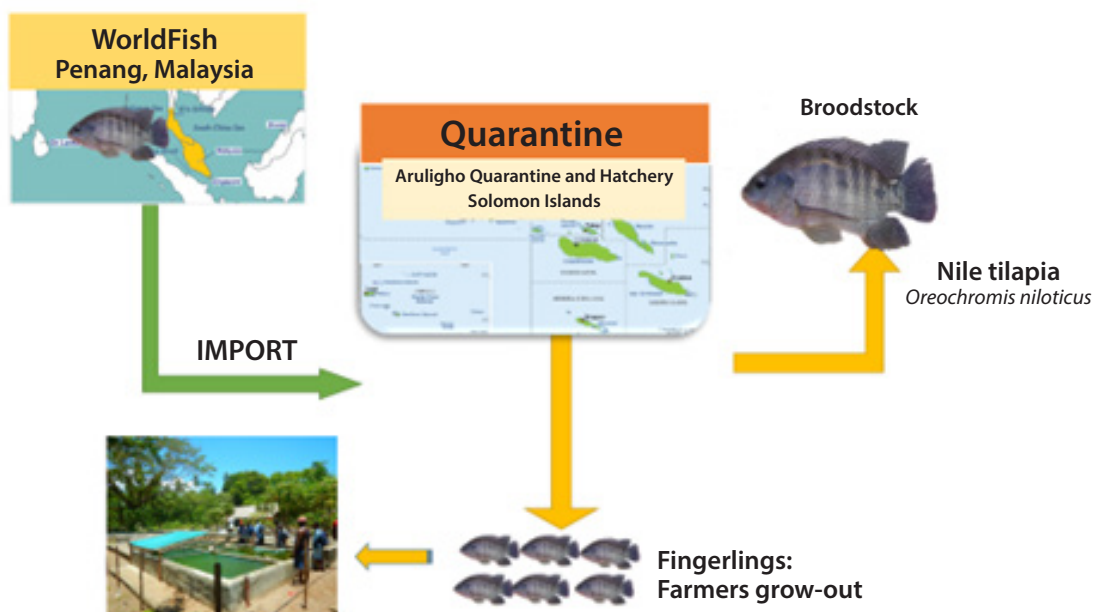 WorldFish
Penang, Malaysia
Quarantine
Aruligho Quarantine and Hatchery
Solomon Islands
Broodstock
Nile tilapia
Oreochromis niloticus
IMPORT
Fingerlings:
Farmers grow-out